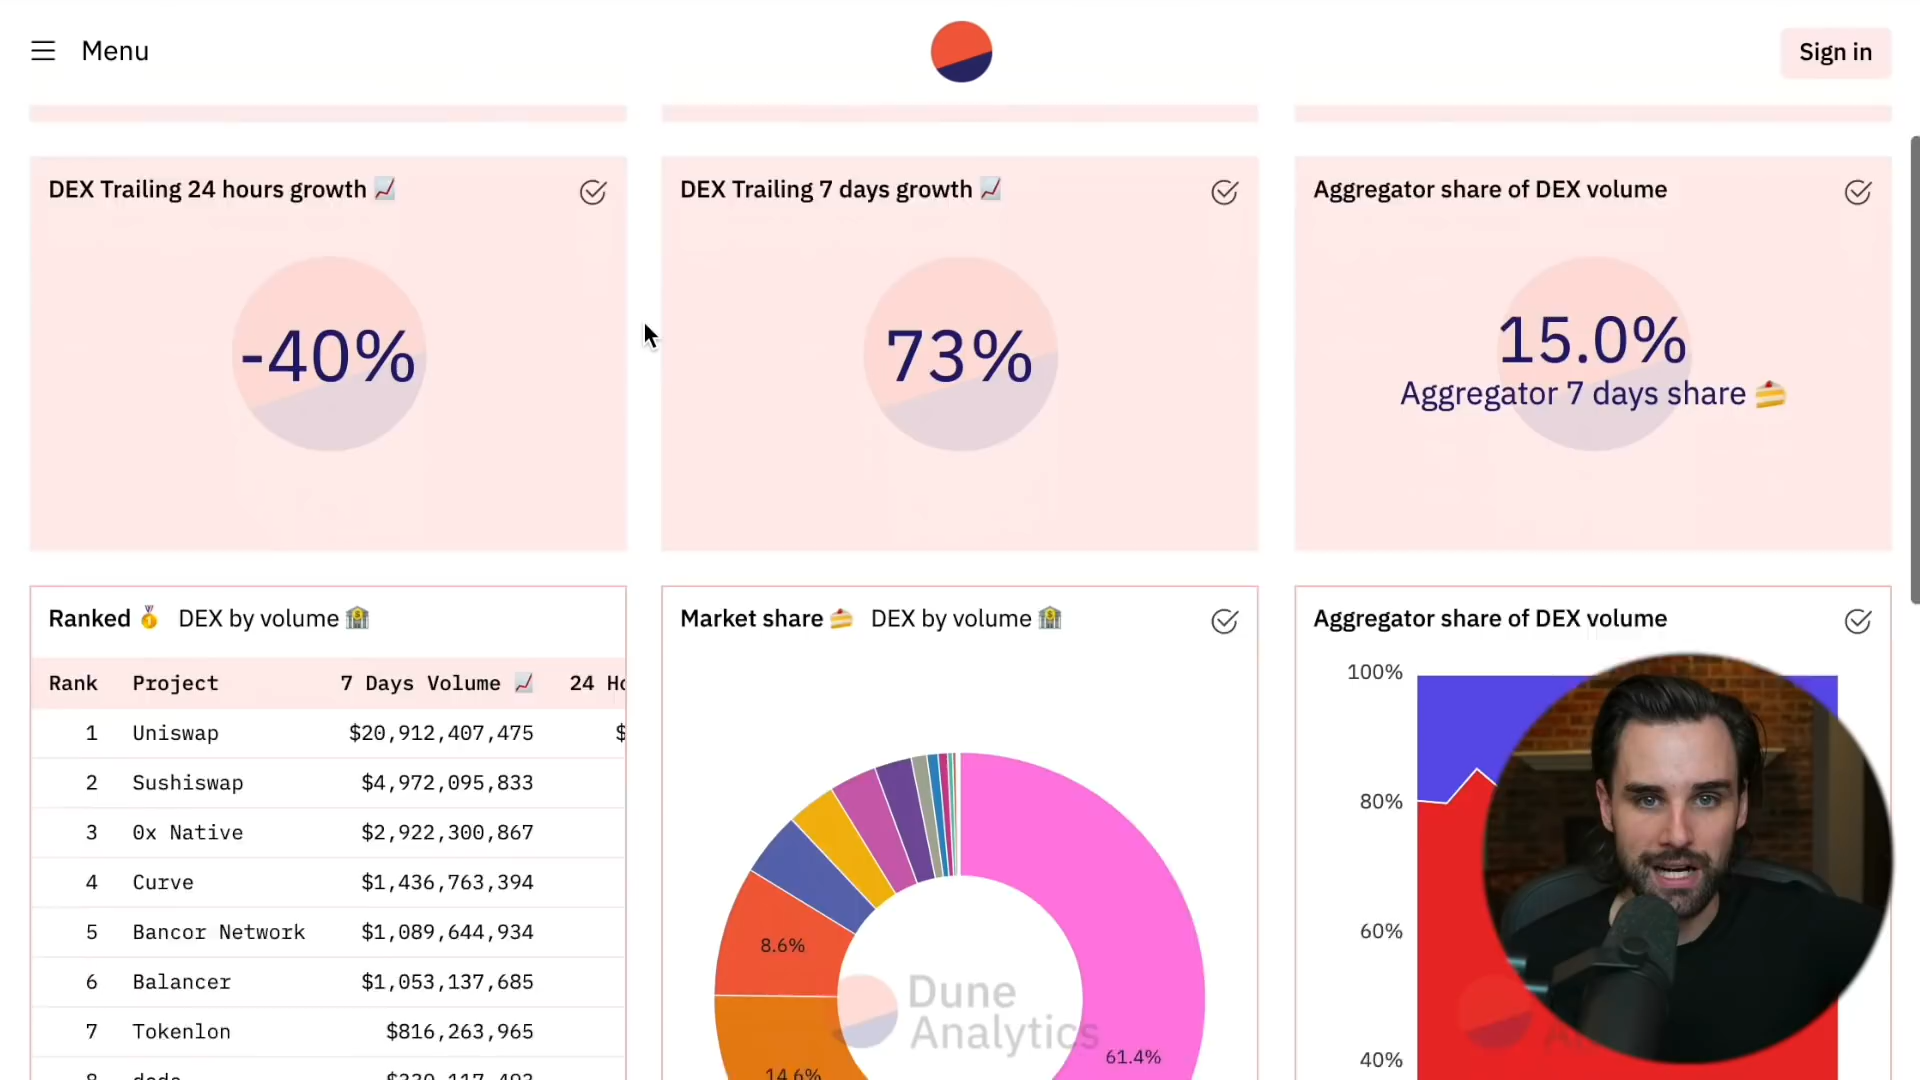 Menu
Sign in
DEX Trailing 24 hours growth 📈
-40%
DEX Trailing 7 days growth 📈
73%
Aggregator share of DEX volume
15.0%
Aggregator 7 days share 🍰
Ranked 🏅 DEX by volume 🏦
Rank Project 7 Days Volume 📈 24
1 Uniswap $20,912,407,475 $
2 Sushiswap $4,972,095,833
3 0x Native $2,922,300,867
4 Curve $1,436,763,394
5 Bancor Network $1,089,644,934
6 Balancer $1,053,137,685
7 Tokenlon $816,263,965
Market share 🍰 DEX by volume 🏦
8.6%
14.6%
61.4%
Dune
Analytics
Aggregator share of DEX volume
100%
80%
60%
40%